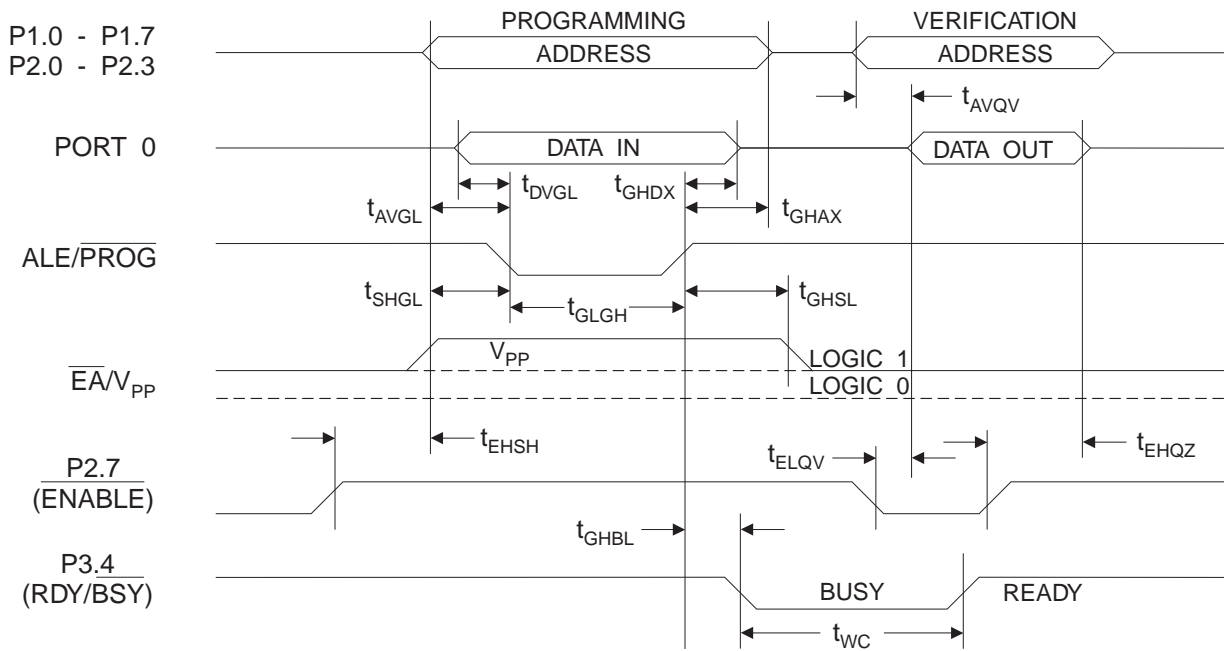 PROGRAMMING
VERIFICATION
P1.0 - P1.7
P2.0 - P2.3
ADDRESS
ADDRESS
tAVQV
PORT 0
DATA IN
DATA OUT
tDVGL
tGHDX
tAVGL
tGHAX
ALE/PROG
tSHGL
tGLGH
tGHSL
EA/VPP
VPP
LOGIC 1
LOGIC 0
tEHSH
tELQV
tEHQZ
P2.7
(ENABLE)
tGHBL
P3.4
(RDY/BSY)
BUSY
READY
tWC